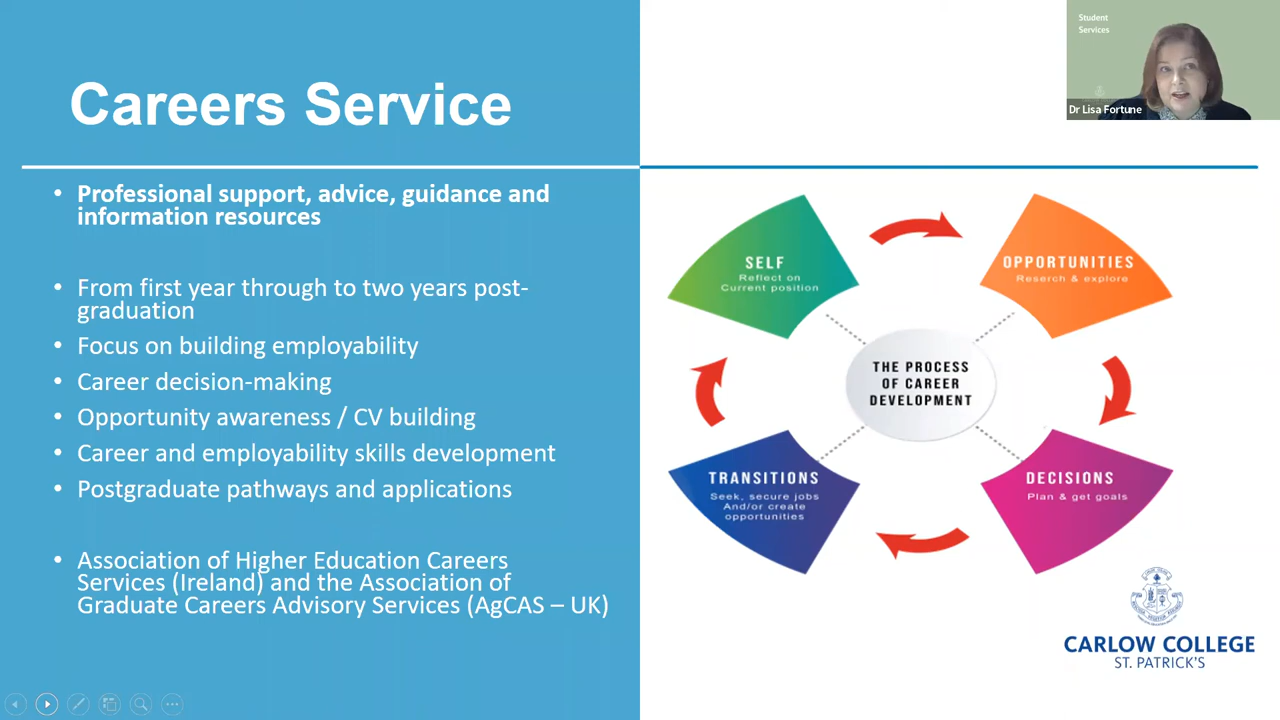 Careers Service
• Professional support, advice, guidance and
information resources
• From first year through to two years post-
graduation
• Focus on building employability
• Career decision-making
• Opportunity awareness / CV building
• Career and employability skills development
• Postgraduate pathways and applications
• Association of Higher Education Careers
Services (Ireland) and the Association of
Graduate Careers Advisory Services (AgCAS – UK)
Student
Services
Dr Lisa Fortune
SELF
Reflect on
Current position
OPPORTUNITIES
Research & explore
THE PROCESS
OF CAREER
DEVELOPMENT
TRANSITIONS
Seek, secure jobs
And/or create
opportunities
DECISIONS
Plan & get goals
CARLOW COLLEGE
ST. PATRICK'S